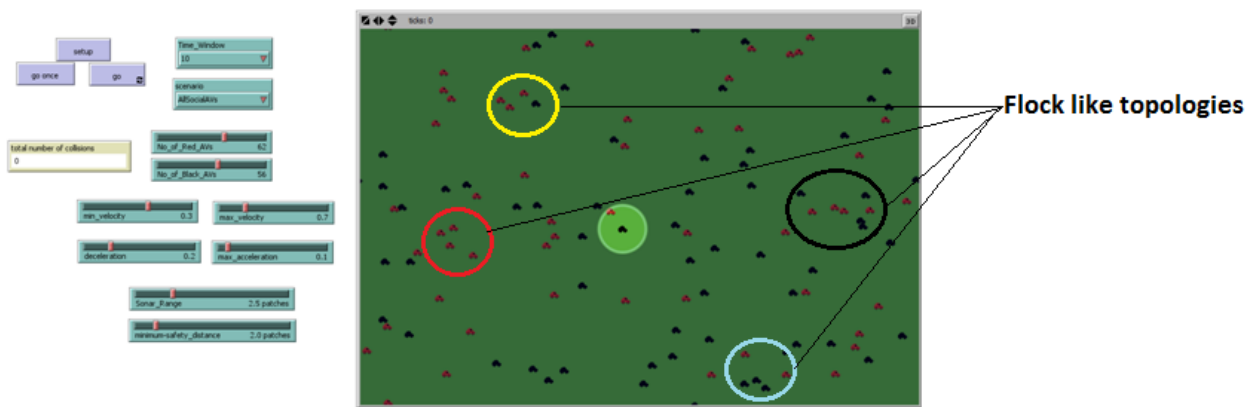 setup
go once
go
Time_Window
10
scenario
AllSocialAVs
total number of collisions
0
No_of_Red_AVs 62
No_of_Black_AVs 56
min_velocity 0.3
max_velocity 0.7
deceleration 0.2
max_acceleration 0.1
Sonar_Range 2.5 patches
minimum-safety_distance 2.0 patches
ticks: 0
3D
Flock like topologies